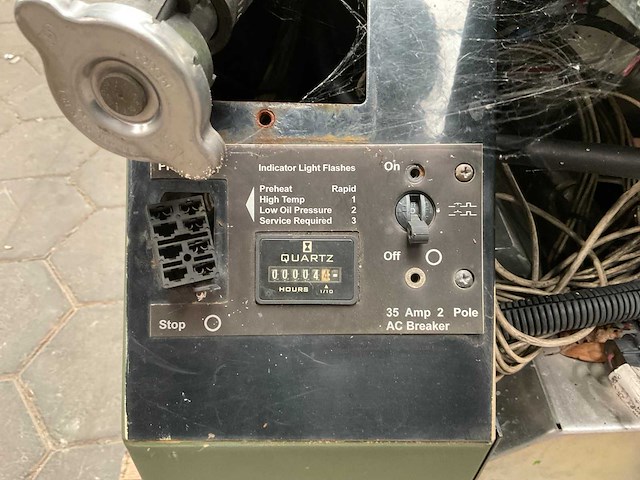 Indicator Light Flashes
On
Preheat Rapid
High Temp 1
Low Oil Pressure 2
Service Required 3
QUARTZ
00004
HOURS 1/10
Off
35 Amp 2 Pole
AC Breaker
Stop